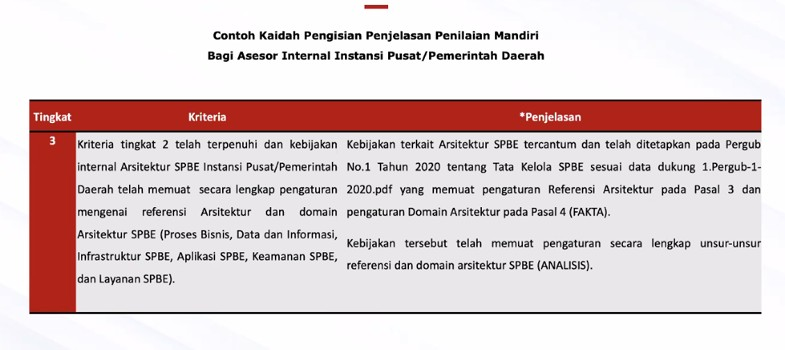 Contoh Kaidah Pengisian Penjelasan Penilaian Mandiri
Bagi Asesor Internal Instansi Pusat/Pemerintah Daerah
Tingkat
Kriteria
*Penjelasan
3
Kriteria tingkat 2 telah terpenuhi dan kebijakan
internal Arsitektur SPBE Instansi Pusat/Pemerintah
Daerah telah memuat secara lengkap pengaturan
mengenai referensi Arsitektur dan domain
Arsitektur SPBE (Proses Bisnis, Data dan Informasi,
Infrastruktur SPBE, Aplikasi SPBE, Keamanan SPBE,
dan Layanan SPBE).
Kebijakan terkait Arsitektur SPBE tercantum dan telah ditetapkan pada Pergub
No.1 Tahun 2020 tentang Tata Kelola SPBE sesuai data dukung 1.Pergub-1-
2020.pdf yang memuat pengaturan Referensi Arsitektur pada Pasal 3 dan
pengaturan Domain Arsitektur pada Pasal 4 (FAKTA).
Kebijakan tersebut telah memuat pengaturan secara lengkap unsur-unsur
referensi dan domain arsitektur SPBE (ANALISIS).